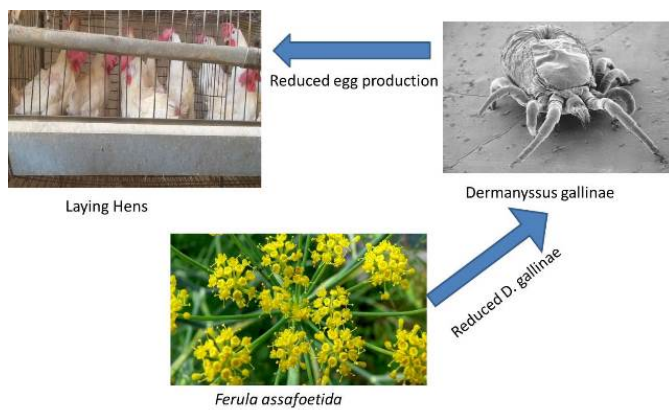 Reduced egg production
Laying Hens
Dermanyssus gallinae
Reduced D. gallinae
Ferula assafoetida